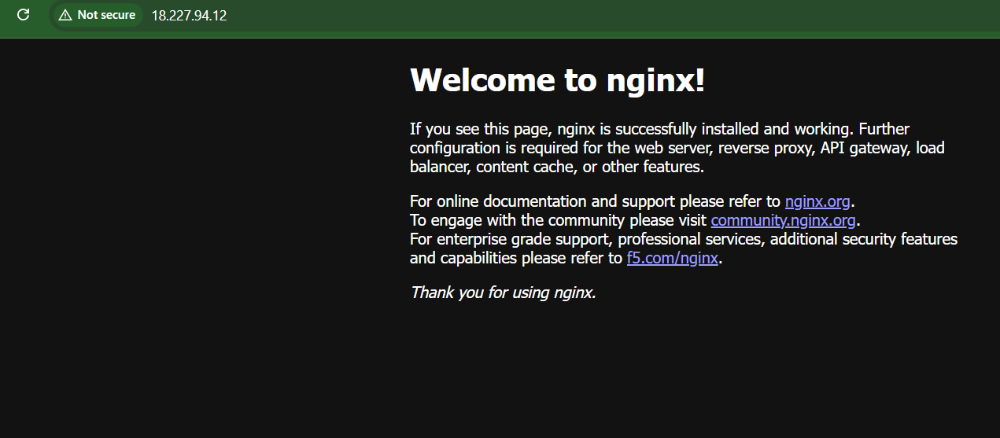 Not secure 18.227.94.12
Welcome to nginx!
If you see this page, nginx is successfully installed and working. Further
configuration is required for the web server, reverse proxy, API gateway, load
balancer, content cache, or other features.
For online documentation and support please refer to nginx.org.
To engage with the community please visit community.nginx.org.
For enterprise grade support, professional services, additional security features
and capabilities please refer to f5.com/nginx.
Thank you for using nginx.